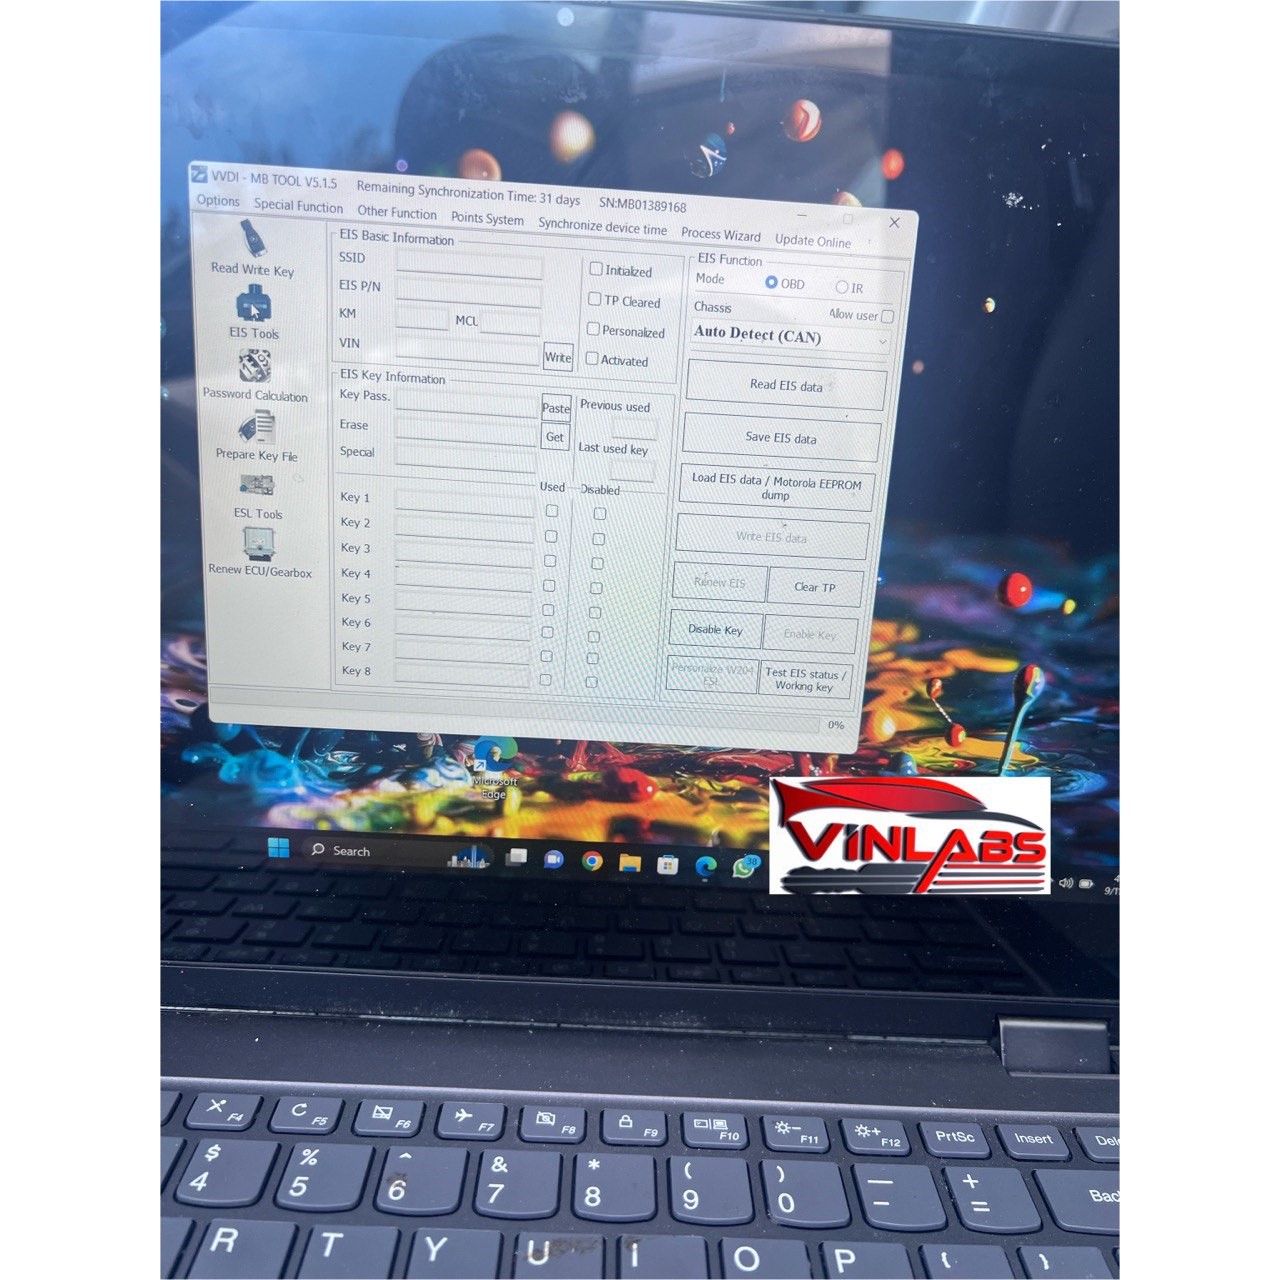 VVDI - MB TOOL V5.1.5 Remaining Synchronization Time: 31 days SN:MB01389168
Options Special Function Other Function Points System Synchronize device time Process Wizard Update Online
Read Write Key
EIS Tools
Password Calculation
Prepare Key File
ESL Tools
Renew ECU/Gearbox
EIS Basic Information
SSID
EIS P/N
KM MCL
VIN Write
Initialized
TP Cleared
Personalized
Activated
EIS Key Information
Key Pass. Paste
Erase Get
Special
Previous used
Last used key
Used Disabled
Key 1
Key 2
Key 3
Key 4
Key 5
Key 6
Key 7
Key 8
EIS Function
Mode OBD IR
Chassis Allow user
Auto Detect (CAN)
Read EIS data
Save EIS data
Load EIS data / Motorola EEPROM
dump
Write EIS data
Renew EIS Clear TP
Disable Key Enable Key
Personalize W204
ESL
Test EIS status /
Working key
0%
Microsoft
Edge
VINLABS
Search
38
F4 F5 F6 F7 F8 F9 F10 F11 F12 PrtSc Insert
$ % ^ & * ( ) — +
4 5 6 7 8 9 0 - =
R T Y U I O P { }